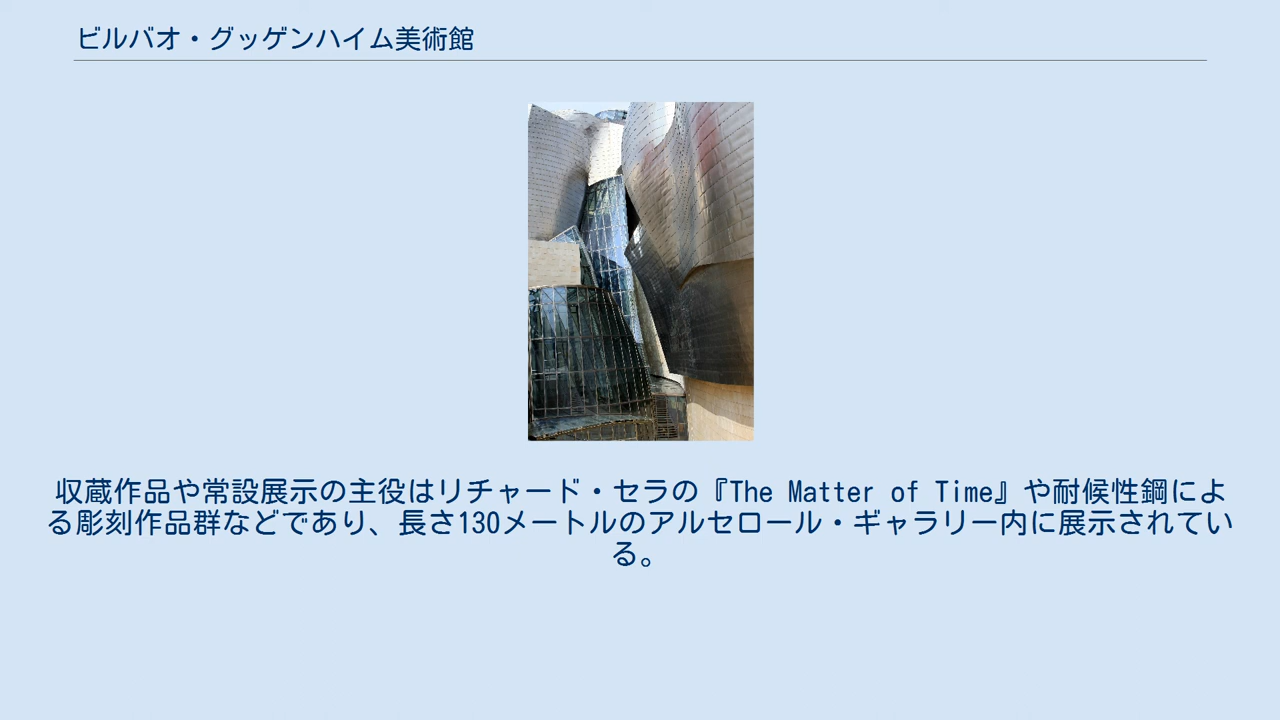 ビルバオ・グッゲンハイム美術館
収蔵作品や常設展示の主役はリチャード・セラの『The Matter of Time』や耐候性鋼によ
る彫刻作品群などであり、長さ130メートルのアルセロール・ギャラリー内に展示されてい
る。